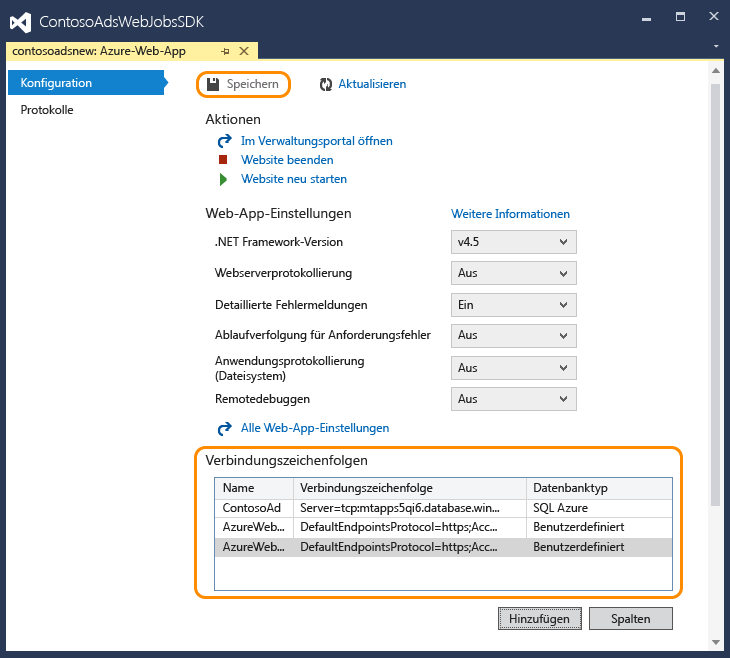 ContosoAdsWebJobsSDK
contosoadsnew: Azure-Web-App
Konfiguration
Protokolle
Speichern Aktualisieren
Aktionen
Im Verwaltungsportal öffnen
Website beenden
Website neu starten
Web-App-Einstellungen Weitere Informationen
.NET Framework-Version v4.5
Webserverprotokollierung Aus
Detaillierte Fehlermeldungen Ein
Ablaufverfolgung für Anforderungsfehler Aus
Anwendungsprotokollierung
(Dateisystem) Aus
Remotedebuggen Aus
Alle Web-App-Einstellungen
Verbindungszeichenfolgen
Name Verbindungszeichenfolge Datenbanktyp
ContosoAd Server=tcp:mtapps5qi6.database.win... SQL Azure
AzureWeb... DefaultEndpointsProtocol=https;Acc... Benutzerdefiniert
AzureWeb... DefaultEndpointsProtocol=https;Acc... Benutzerdefiniert
Hinzufügen Spalten